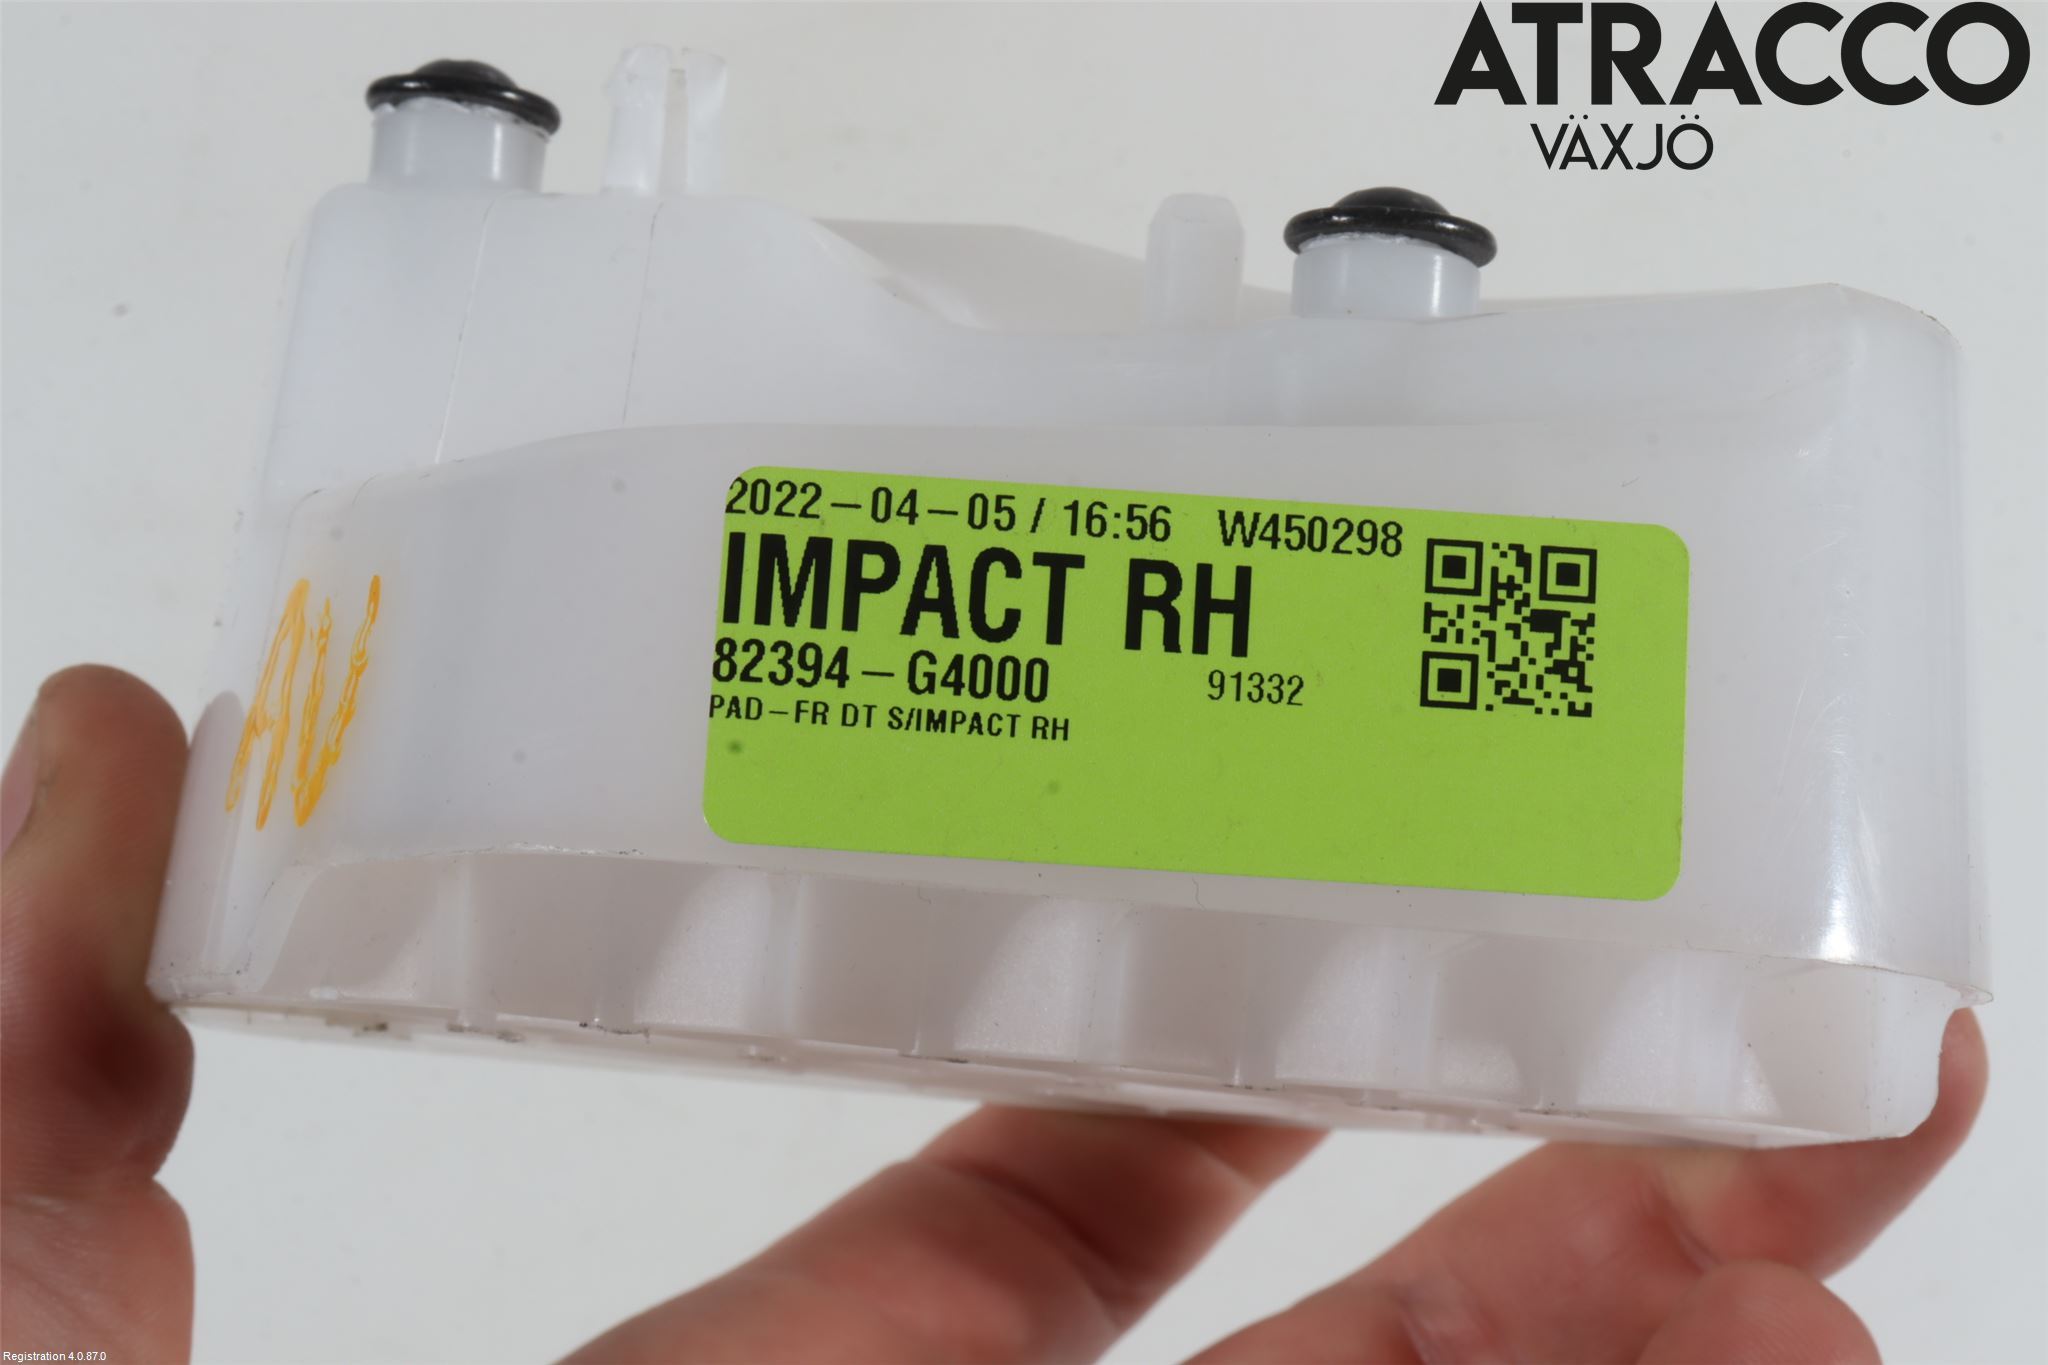 ATRACCO
VÄXJÖ
2022-04-05 / 16:56 W450298
IMPACT RH
82394-G4000 91332
PAD-FR DT S/IMPACT RH
AV
Registration 4.0.87.0